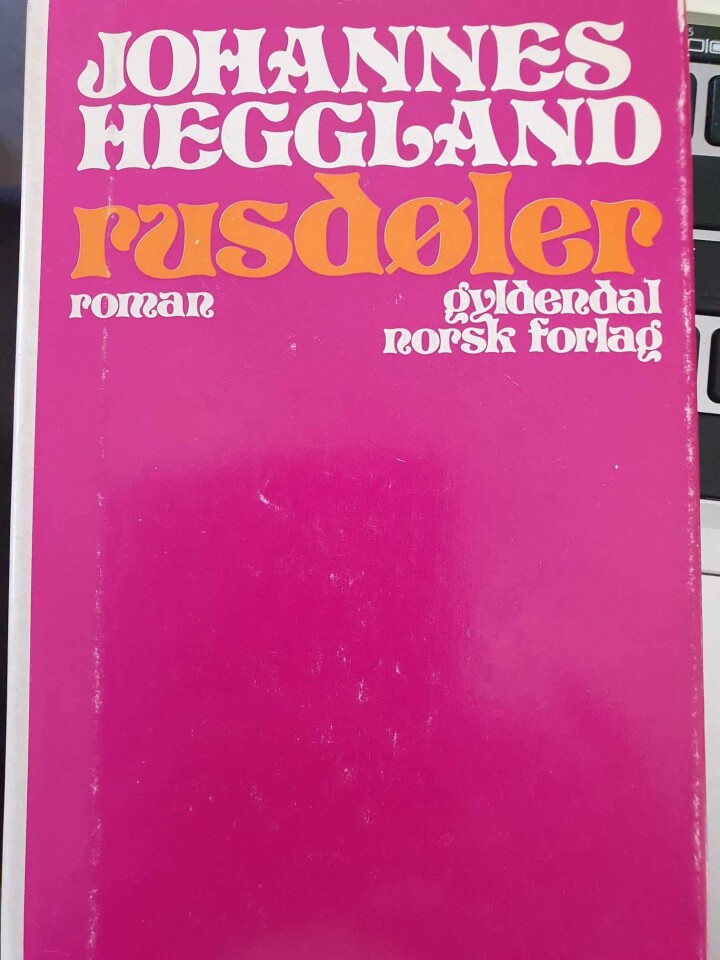 JOHANNES
HEGGLAND
rusdøler
roman
gyldendal
norsk forlag